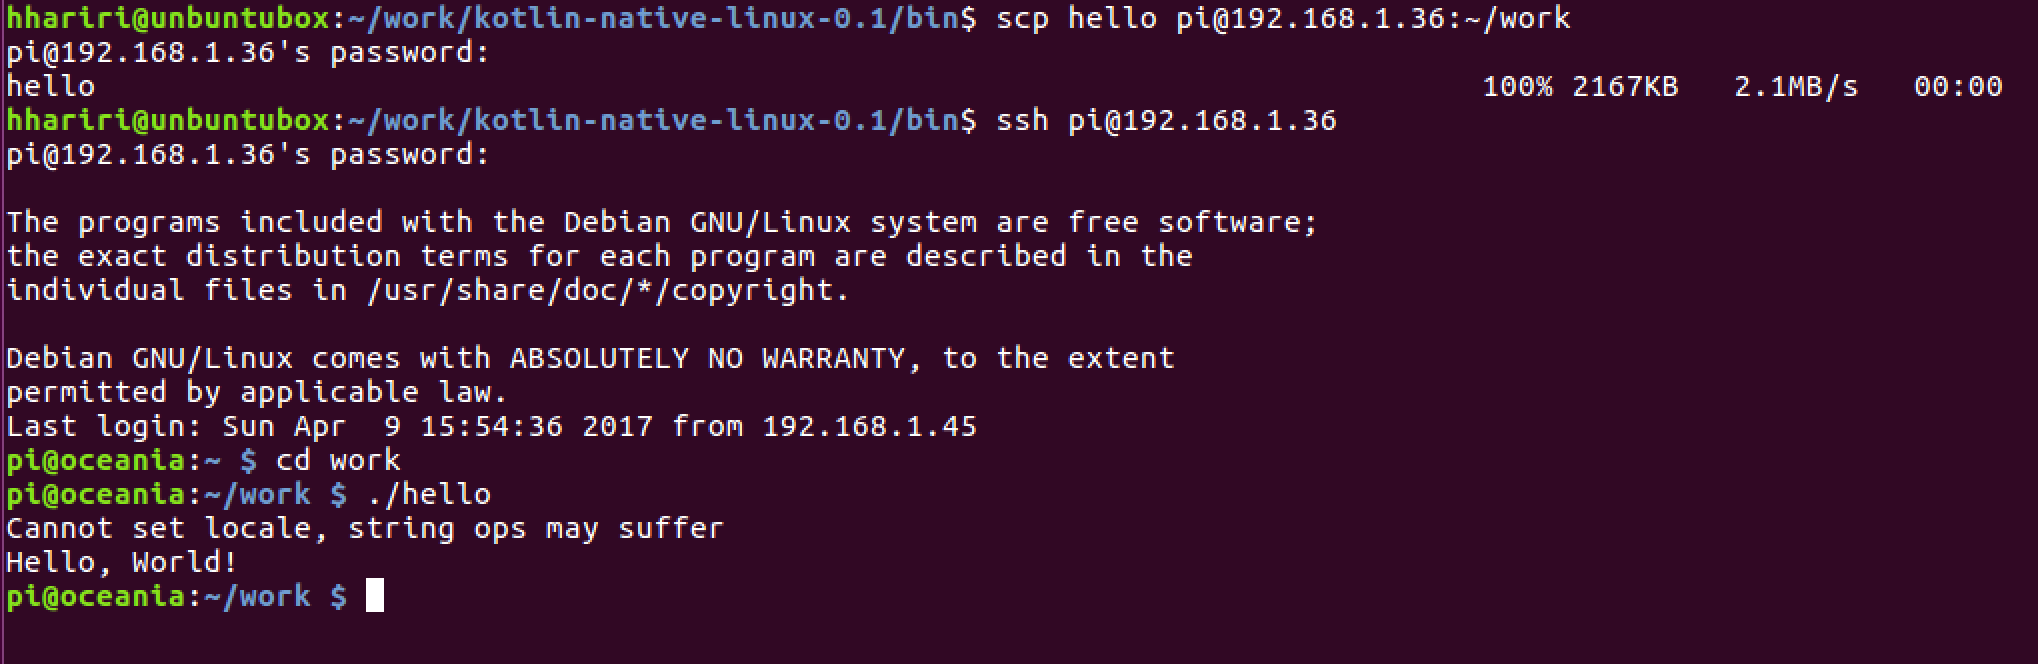 hhariri@unbuntubox:~/work/kotlin-native-linux-0.1/bin$ scp hello pi@192.168.1.36:~/work
pi@192.168.1.36's password:
hello 100% 2167KB 2.1MB/s 00:00
hhariri@unbuntubox:~/work/kotlin-native-linux-0.1/bin$ ssh pi@192.168.1.36
pi@192.168.1.36's password:
The programs included with the Debian GNU/Linux system are free software;
the exact distribution terms for each program are described in the
individual files in /usr/share/doc/*/copyright.
Debian GNU/Linux comes with ABSOLUTELY NO WARRANTY, to the extent
permitted by applicable law.
Last login: Sun Apr  9 15:54:36 2017 from 192.168.1.45
pi@oceania:~ $ cd work
pi@oceania:~/work $ ./hello
Cannot set locale, string ops may suffer
Hello, World!
pi@oceania:~/work $